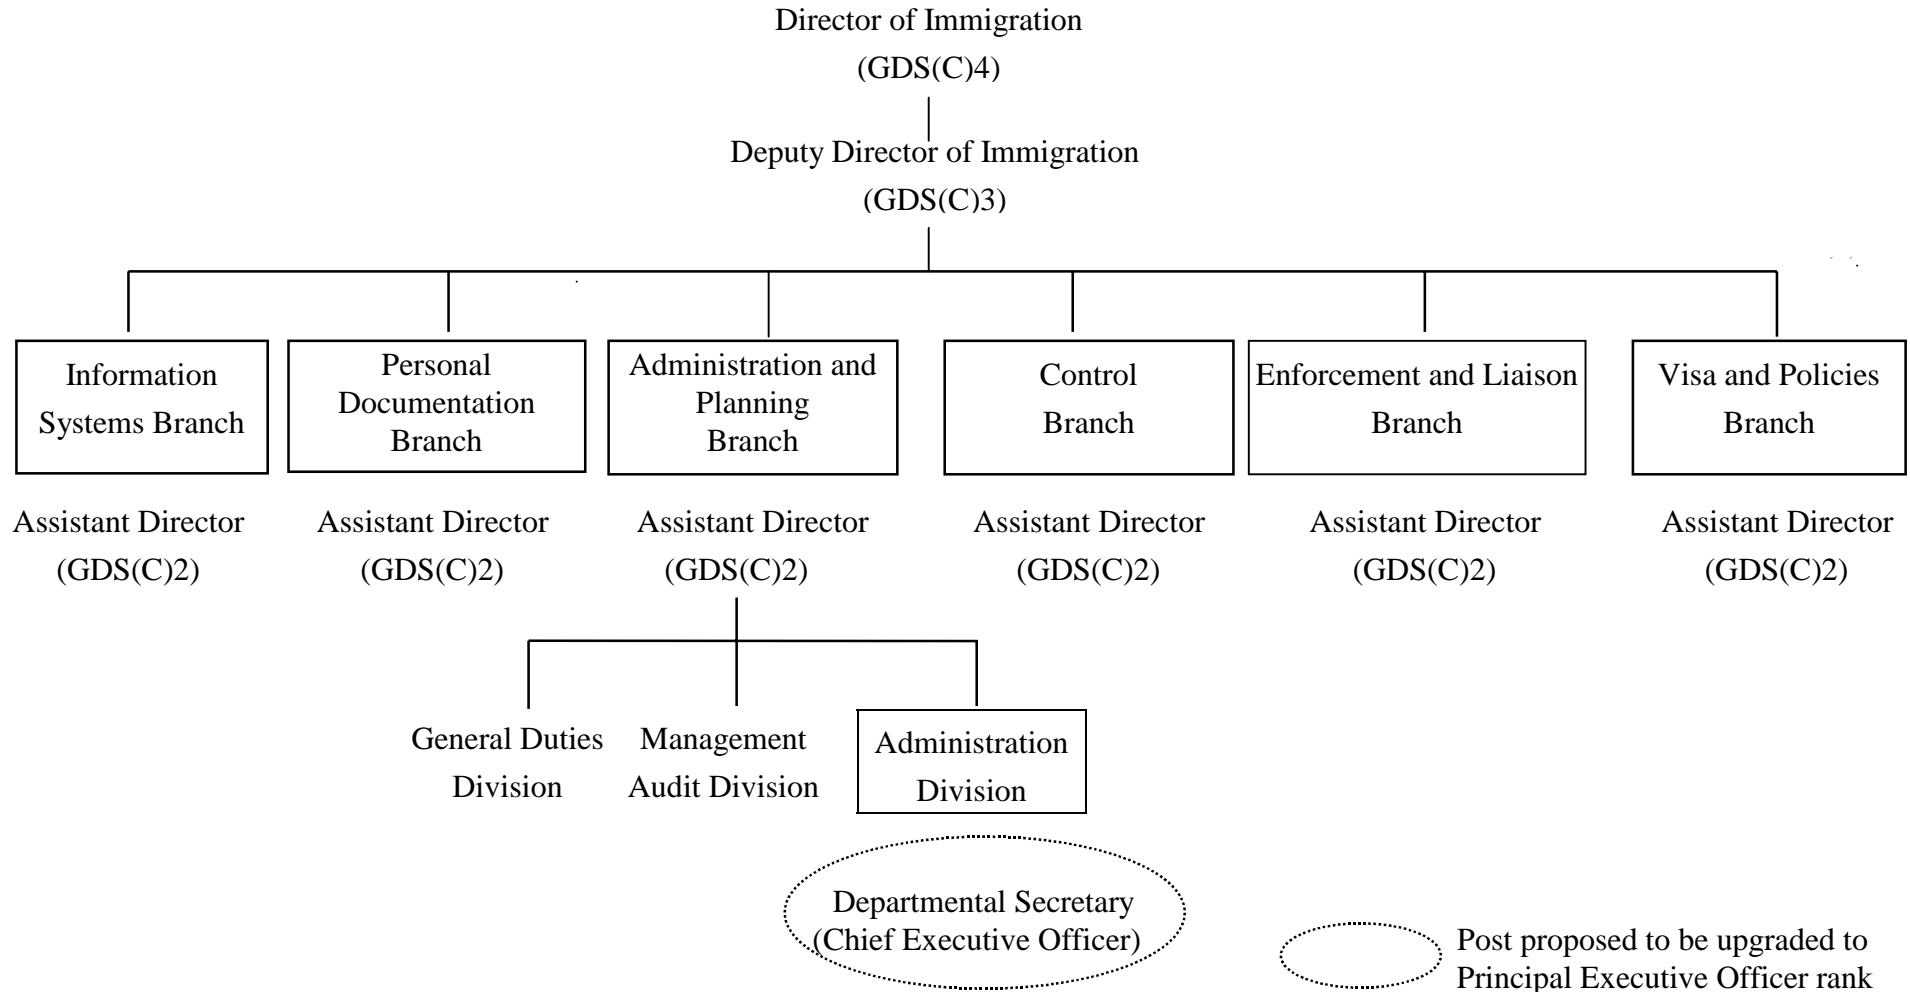 Director of Immigration
(GDS(C)4)
Deputy Director of Immigration
(GDS(C)3)
Information
Systems Branch
Personal
Documentation
Branch
Administration and
Planning
Branch
Control
Branch
Enforcement and Liaison
Branch
Visa and Policies
Branch
Assistant Director
(GDS(C)2)
Assistant Director
(GDS(C)2)
Assistant Director
(GDS(C)2)
Assistant Director
(GDS(C)2)
Assistant Director
(GDS(C)2)
Assistant Director
(GDS(C)2)
General Duties
Division
Management
Audit Division
Administration
Division
Departmental Secretary
(Chief Executive Officer)
Post proposed to be upgraded to
Principal Executive Officer rank